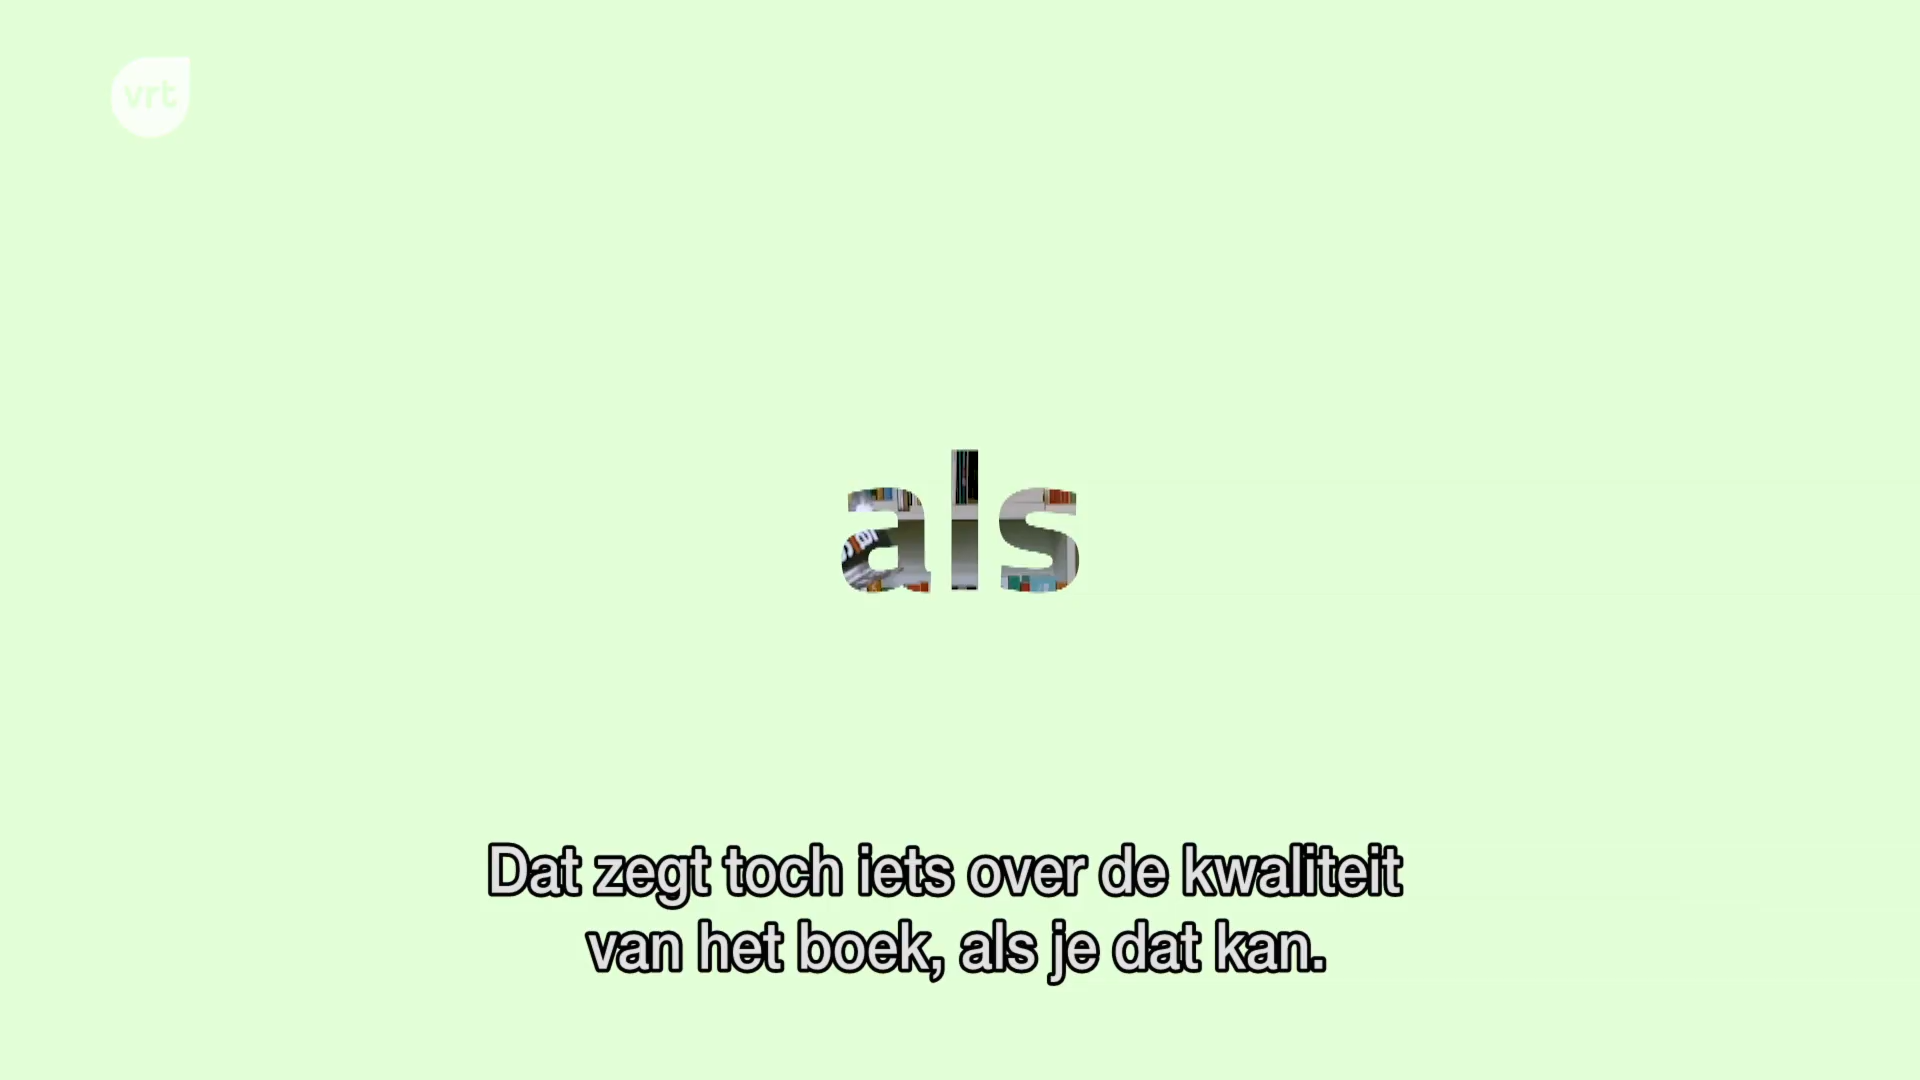 vrt
als
Dat zegt toch iets over de kwaliteit
van het boek, als je dat kan.